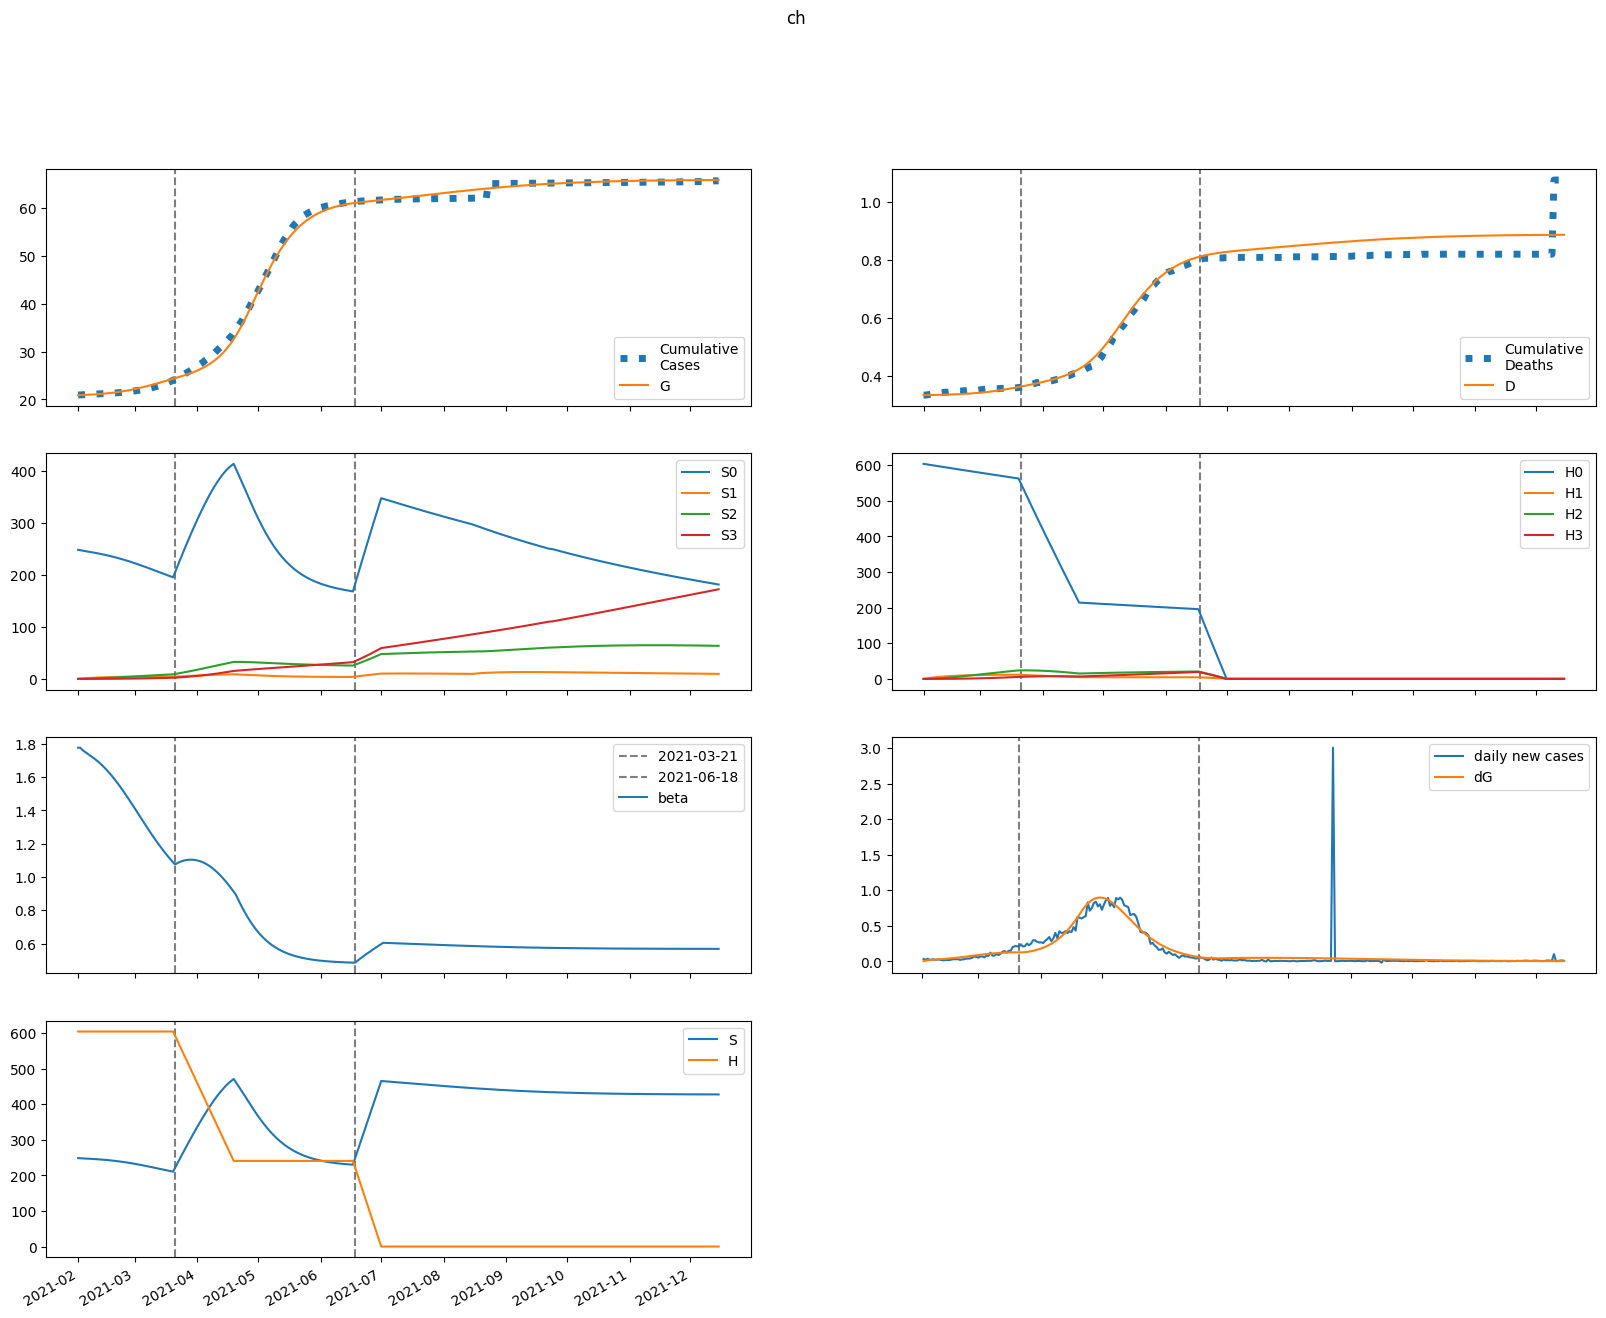 ch
60
50
40
30
20
Cumulative
Cases
G
1.0
0.8
0.6
0.4
Cumulative
Deaths
D
400
300
200
100
0
S0
S1
S2
S3
600
500
400
300
200
100
0
H0
H1
H2
H3
1.8
1.6
1.4
1.2
1.0
0.8
0.6
2021-03-21
2021-06-18
beta
3.0
2.5
2.0
1.5
1.0
0.5
0.0
daily new cases
dG
600
500
400
300
200
100
0
S
H
2021-02
2021-03
2021-04
2021-05
2021-06
2021-07
2021-08
2021-09
2021-10
2021-11
2021-12